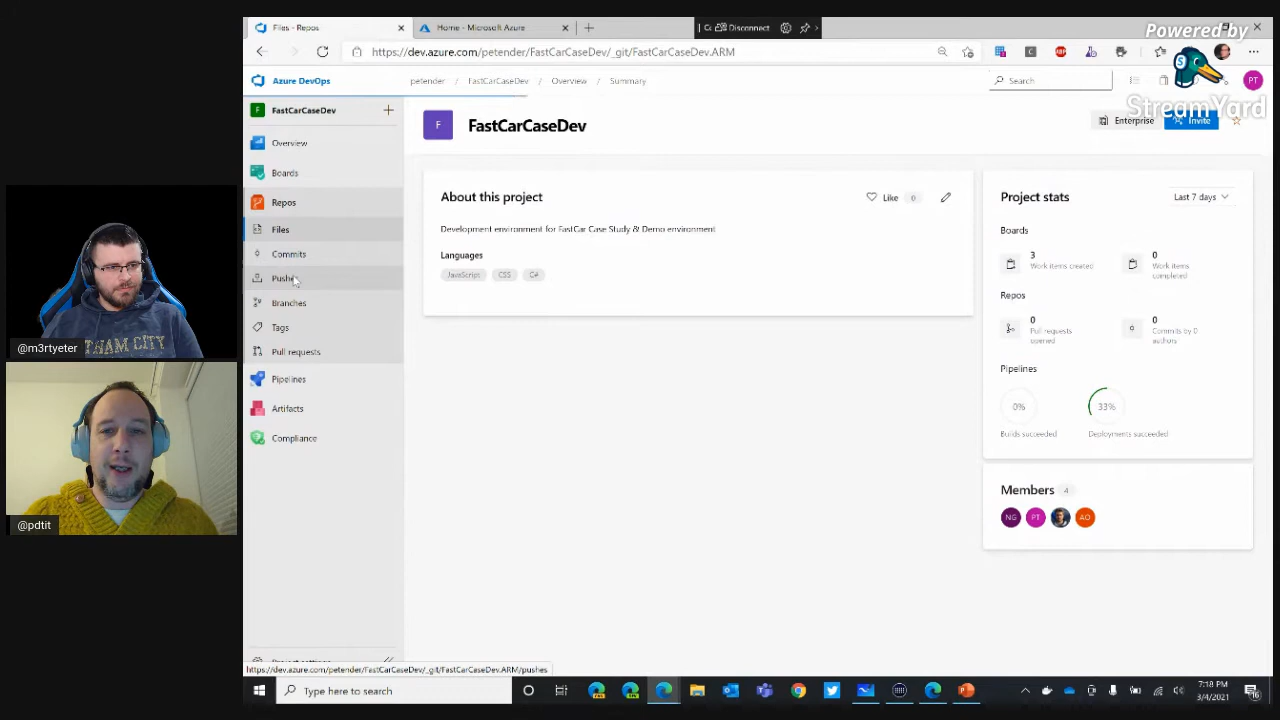 Files - Repos
Home - Microsoft Azure
Disconnect
Powered by
StreamYard
https://dev.azure.com/petender/FastCarCaseDev/_git/FastCarCaseDev.ARM
Azure DevOps
petender / FastCarCaseDev / Overview / Summary
Search
PT
F FastCarCaseDev
Overview
Boards
Repos
Files
Commits
Pushes
Branches
Tags
Pull requests
Pipelines
Artifacts
Compliance
F FastCarCaseDev
Enterprise
Invite
About this project
Like 0
Development environment for FastCar Case Study & Demo environment
Languages
JavaScript CSS C#
Project stats
Last 7 days
Boards
3 Work items created
0 Work items completed
Repos
0 Pull requests opened
0 Commits by 0 authors
Pipelines
0%
Builds succeeded
33%
Deployments succeeded
Members 4
NG PT AO
@m3rtyeter
THAM CITY
@pdtit
https://dev.azure.com/petender/FastCarCaseDev/_git/FastCarCaseDev.ARM/pushes
Type here to search
7:18 PM
3/4/2021